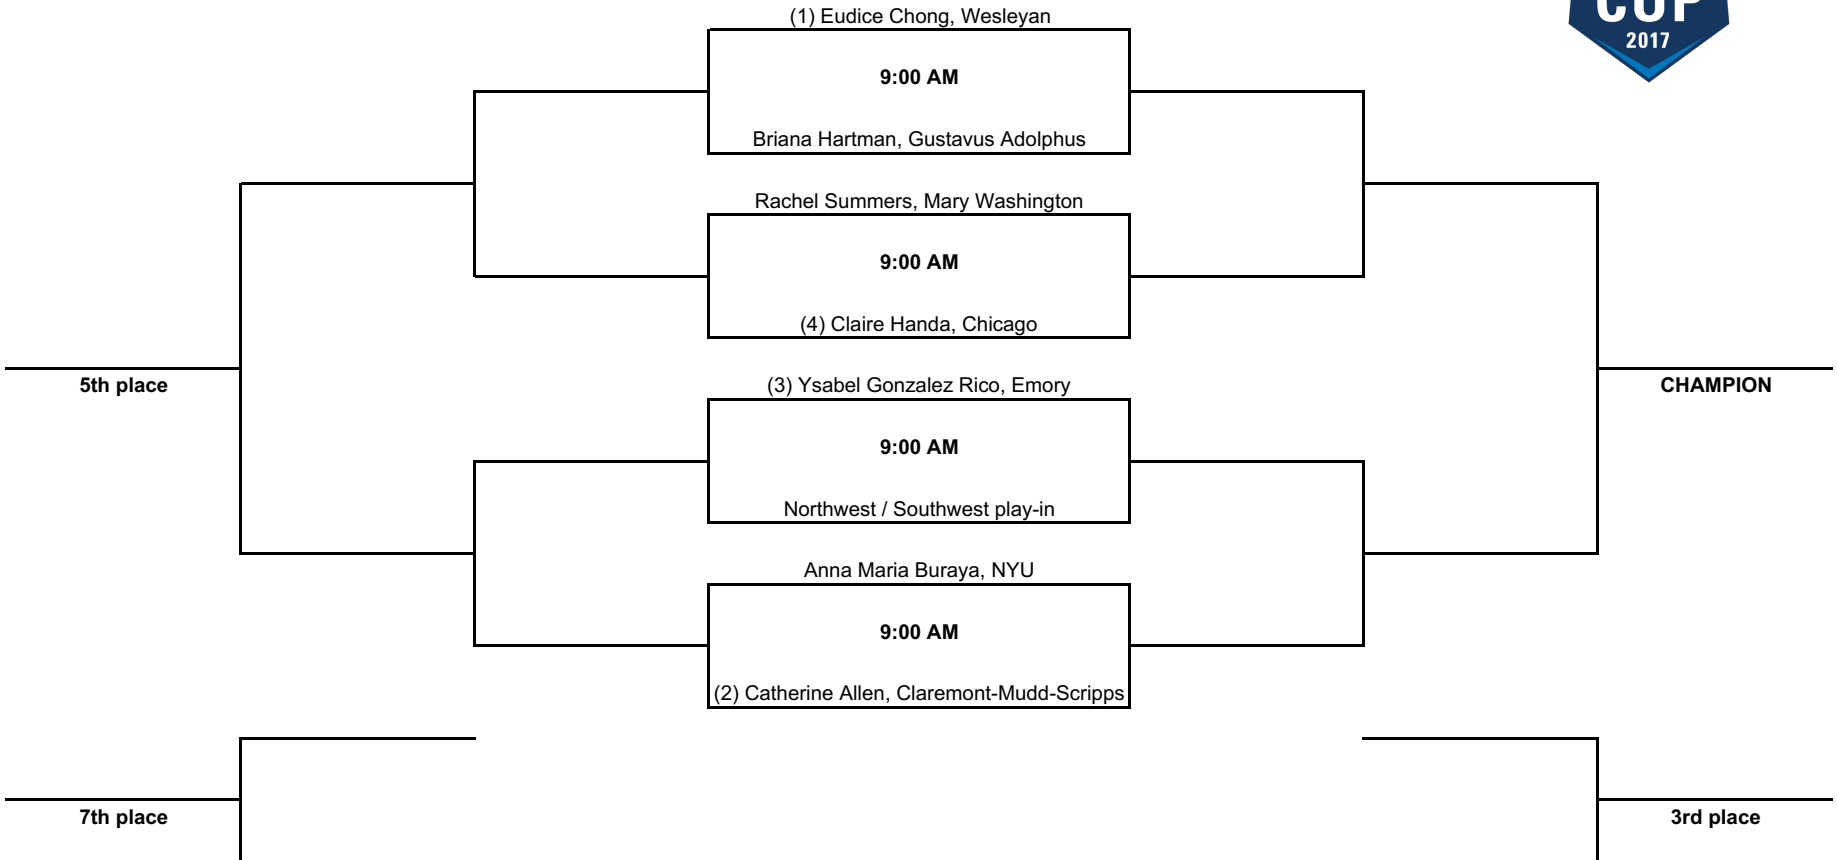 (1) Eudice Chong, Wesleyan
CUP
2017
9:00 AM
Briana Hartman, Gustavus Adolphus
Rachel Summers, Mary Washington
9:00 AM
(4) Claire Handa, Chicago
(3) Ysabel Gonzalez Rico, Emory
5th place
CHAMPION
9:00 AM
Northwest / Southwest play-in
Anna Maria Buraya, NYU
9:00 AM
(2) Catherine Allen, Claremont-Mudd-Scripps
7th place
3rd place